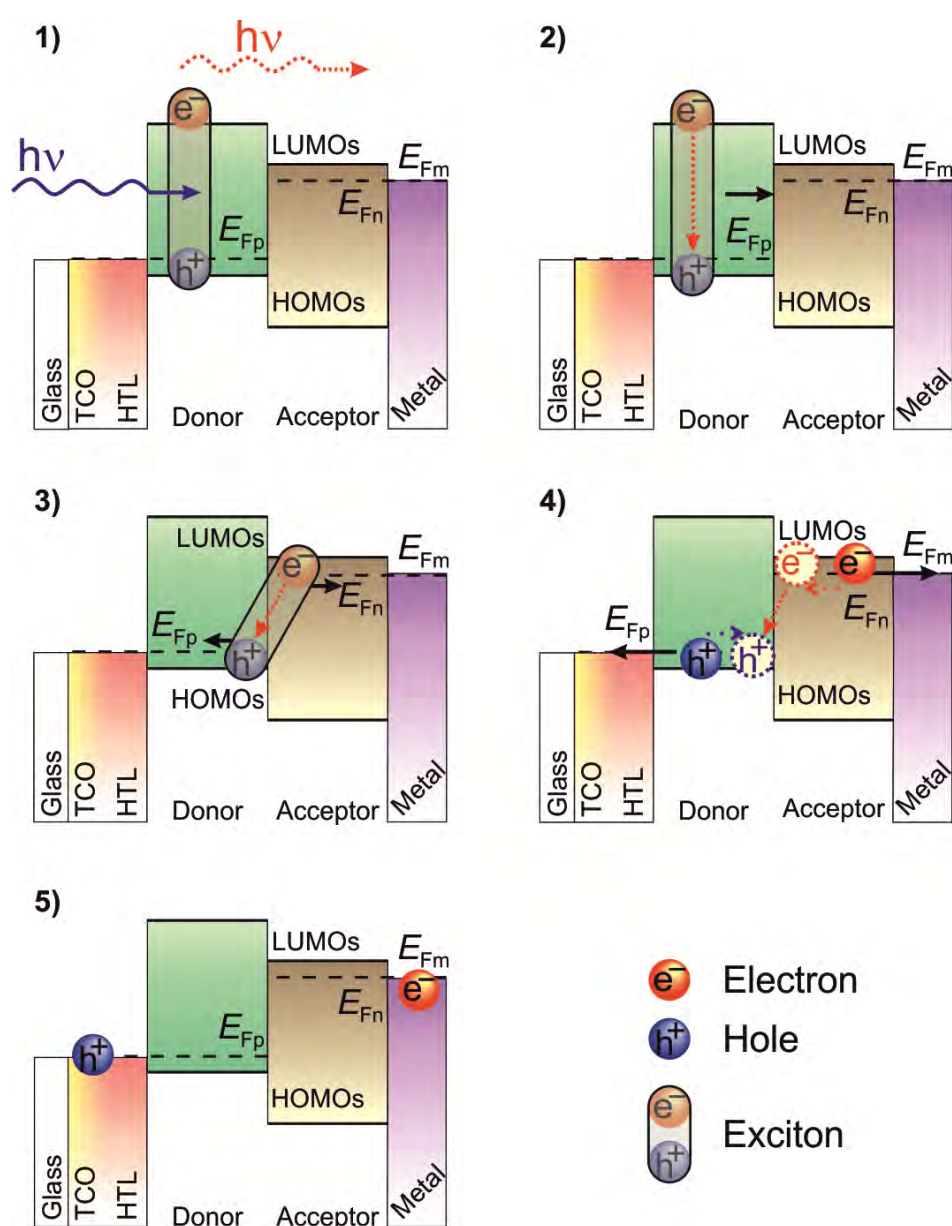 1)
hν
hν
e⁻
h⁺
LUMOs
E_Fm
E_Fn
E_Fp
HOMOs
Glass
TCO
HTL
Donor
Acceptor
Metal
2)
e⁻
h⁺
LUMOs
E_Fm
E_Fn
E_Fp
HOMOs
Glass
TCO
HTL
Donor
Acceptor
Metal
3)
LUMOs
e⁻
E_Fm
E_Fn
E_Fp
h⁺
HOMOs
Glass
TCO
HTL
Donor
Acceptor
Metal
4)
LUMOs
e⁻
e⁻
E_Fm
E_Fn
E_Fp
h⁺
h⁺
HOMOs
Glass
TCO
HTL
Donor
Acceptor
Metal
5)
LUMOs
E_Fm
e⁻
E_Fn
E_Fp
h⁺
HOMOs
Glass
TCO
HTL
Donor
Acceptor
Metal
e⁻ Electron
h⁺ Hole
e⁻
h⁺
Exciton